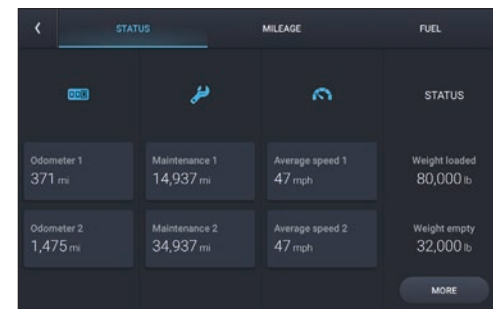 STATUS MILEAGE FUEL
STATUS
Odometer 1 Maintenance 1 Average speed 1 Weight loaded
371 mi 14,937 mi 47 mph 80,000 lb
Odometer 2 Maintenance 2 Average speed 2 Weight empty
1,475 mi 34,937 mi 47 mph 32,000 lb
MORE